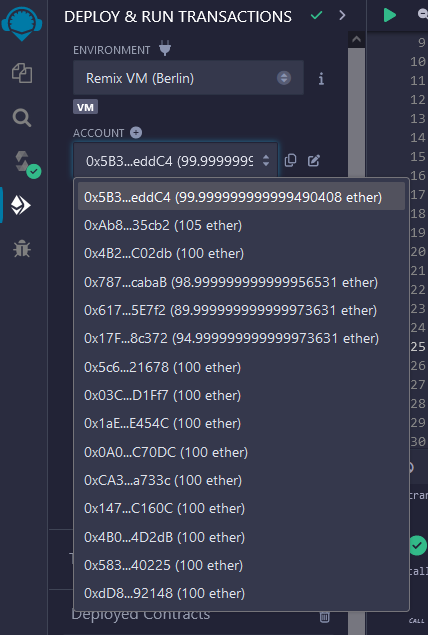 DEPLOY & RUN TRANSACTIONS
ENVIRONMENT
Remix VM (Berlin)
VM
ACCOUNT
0x5B3...eddC4 (99.9999999
0x5B3...eddC4 (99.999999999999490408 ether)
0xAb8...35cb2 (105 ether)
0x4B2...C02db (100 ether)
0x787...cabaB (98.999999999999956531 ether)
0x617...5E7f2 (89.999999999999973631 ether)
0x17F...8c372 (94.999999999999973631 ether)
0x5c6...21678 (100 ether)
0x03C...D1Ff7 (100 ether)
0x1aE...E454C (100 ether)
0x0A0...C70DC (100 ether)
0xCA3...a733c (100 ether)
0x147...C160C (100 ether)
0x4B0...4D2dB (100 ether)
0x583...40225 (100 ether)
0xdD8...92148 (100 ether)
Deployed Contracts
9
10
11
12
13
14
15
16
17
18
19
20
21
22
23
24
25
26
27
28
29
30
CALL